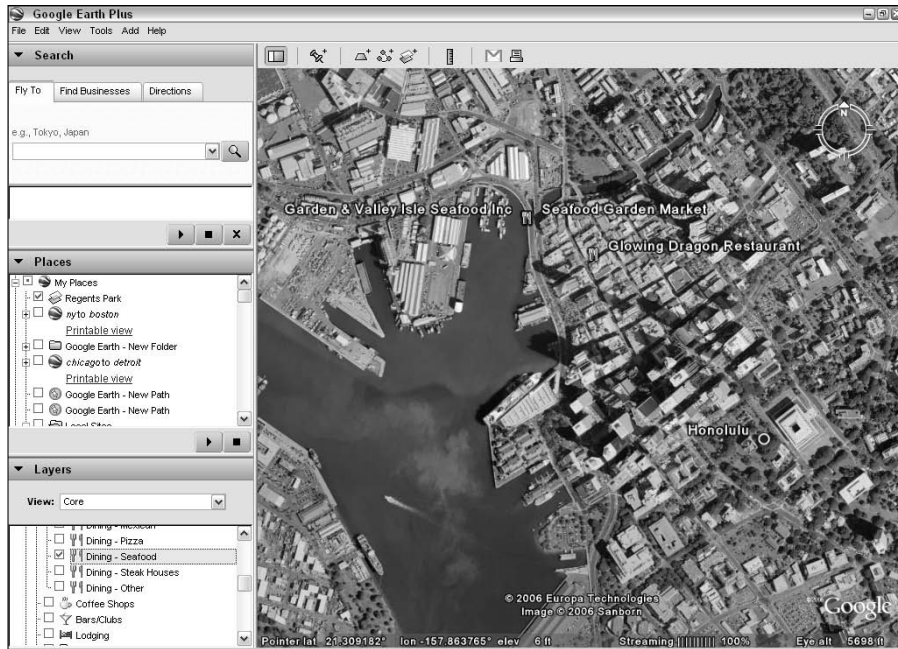 Google Earth Plus
File Edit View Tools Add Help
Search
Fly To Find Businesses Directions
e.g., Tokyo, Japan
Places
My Places
Regents Park
nyto boston
Printable view
Google Earth - New Folder
chicagoto detroit
Printable view
Google Earth - New Path
Google Earth - New Path
Local Sites
Layers
View: Core
Dining - Mexican
Dining - Pizza
Dining - Seafood
Dining - Steak Houses
Dining - Other
Coffee Shops
Bars/Clubs
Lodging
N
Garden & Valley Isle Seafood Inc Seafood Garden Market
Glowing Dragon Restaurant
Honolulu
© 2006 Europa Technologies
Image © 2006 Sanborn
Google
Pointer lat 21.309182° lon -157.863765° elev 6 ft Streaming |||||||||| 100% Eye alt 5698 ft